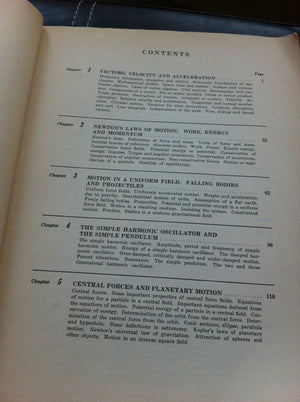 CONTENTS
Page
Chapter 1 VECTORS, VELOCITY AND ACCELERATION 1
Mechanics, kinematics, dynamics and statics. Axiomatic foundations of mechanics. Mathematical models. Space, time and matter. Scalars and vectors. Vector algebra. Laws of vector algebra. Unit vectors. Rectangular unit vectors. Components of a vector. Dot or scalar product. Cross or vector product. Triple products. Derivatives of vectors. Integrals of vectors. Velocity. Acceleration. Relative velocity and acceleration. Tangential and normal acceleration. Circular motion. Notation for time derivatives. Gradient, divergence and curl. Line integrals. Independence of the path. Free, sliding and bound
Chapter 2 NEWTON'S LAWS OF MOTION. WORK, ENERGY
AND MOMENTUM 33
Newton's laws. Definitions of force and mass. Units of force and mass.
Inertial frames of reference. Absolute motion. Work. Power. Kinetic energy.
Conservative force fields. Potential energy or potential. Conservation of
energy. Impulse. Torque and angular momentum. Conservation of momentum.
Conservation of angular momentum. Non-conservative forces. Statics or equi-
librium of a particle. Stability of equilibrium.
Chapter 3 MOTION IN A UNIFORM FIELD. FALLING BODIES
AND PROJECTILES 62
Uniform force fields. Uniformly accelerated motion. Weight and acceleration
due to gravity. Gravitational system of units. Assumption of a flat earth.
Freely falling bodies. Projectiles. Potential and potential energy in a uniform
force field. Motion in a resisting medium. Isolating the system. Constrained
motion. Friction. Statics in a uniform gravitational field.
Chapter 4 THE SIMPLE HARMONIC OSCILLATOR AND
THE SIMPLE PENDULUM 86
The simple harmonic oscillator. Amplitude, period and frequency of simple
harmonic motion. Energy of a simple harmonic oscillator. The damped har-
monic oscillator. Over-damped, critically damped and under-damped motion.
Forced vibrations. Resonance. The simple pendulum. The two and three
dimensional harmonic oscillator.
Chapter 5 CENTRAL FORCES AND PLANETARY MOTION 116
Central forces. Some important properties of central force fields. Equations
of motion for a particle in a central field. Important equations deduced from
the equations of motion. Potential energy of a particle in a central field. Con-
servation of energy. Determination of the orbit from the central force. Deter-
mination of the central force from the orbit. Conic sections, ellipse, parabola
and hyperbola. Some definitions in astronomy. Kepler's laws of planetary
motion. Newton's universal law of gravitation. Attraction of spheres and
other objects. Motion in an inverse square field.